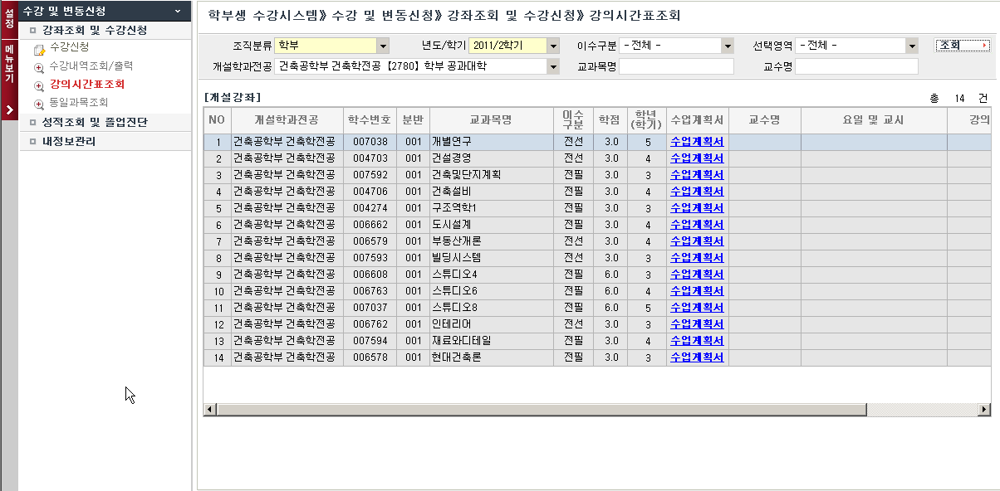 설정
메뉴보기
수강 및 변동신청
강좌조회 및 수강신청
수강신청
수강내역조회/출력
강의시간표조회
동일과목조회
성적조회 및 졸업진단
내정보관리
학부생 수강시스템》 수강 및 변동신청》 강좌조회 및 수강신청》 강의시간표조회
조직분류 학부 년도/학기 2011/2학기 이수구분 - 전체 - 선택영역 - 전체 - 조회
개설학과전공 건축공학부 건축학전공 【2780】 학부 공과대학 교과목명 교수명
[개설강좌] 총 14 건
NO 개설학과전공 학수번호 분반 교과목명 이수구분 학점 학년(학기) 수업계획서 교수명 요일 및 교시 강의
1 건축공학부 건축학전공 007038 001 개별연구 전선 3.0 5 수업계획서
2 건축공학부 건축학전공 004703 001 건설경영 전선 3.0 4 수업계획서
3 건축공학부 건축학전공 007592 001 건축및단지계획 전필 3.0 3 수업계획서
4 건축공학부 건축학전공 004706 001 건축설비 전필 3.0 4 수업계획서
5 건축공학부 건축학전공 004274 001 구조역학1 전필 3.0 3 수업계획서
6 건축공학부 건축학전공 006662 001 도시설계 전필 3.0 4 수업계획서
7 건축공학부 건축학전공 006579 001 부동산개론 전선 3.0 4 수업계획서
8 건축공학부 건축학전공 007593 001 빌딩시스템 전선 3.0 3 수업계획서
9 건축공학부 건축학전공 006608 001 스튜디오4 전필 6.0 3 수업계획서
10 건축공학부 건축학전공 006763 001 스튜디오6 전필 6.0 4 수업계획서
11 건축공학부 건축학전공 007037 001 스튜디오8 전필 6.0 5 수업계획서
12 건축공학부 건축학전공 006762 001 인테리어 전선 3.0 3 수업계획서
13 건축공학부 건축학전공 007594 001 재료와디테일 전필 3.0 4 수업계획서
14 건축공학부 건축학전공 006578 001 현대건축론 전필 3.0 3 수업계획서